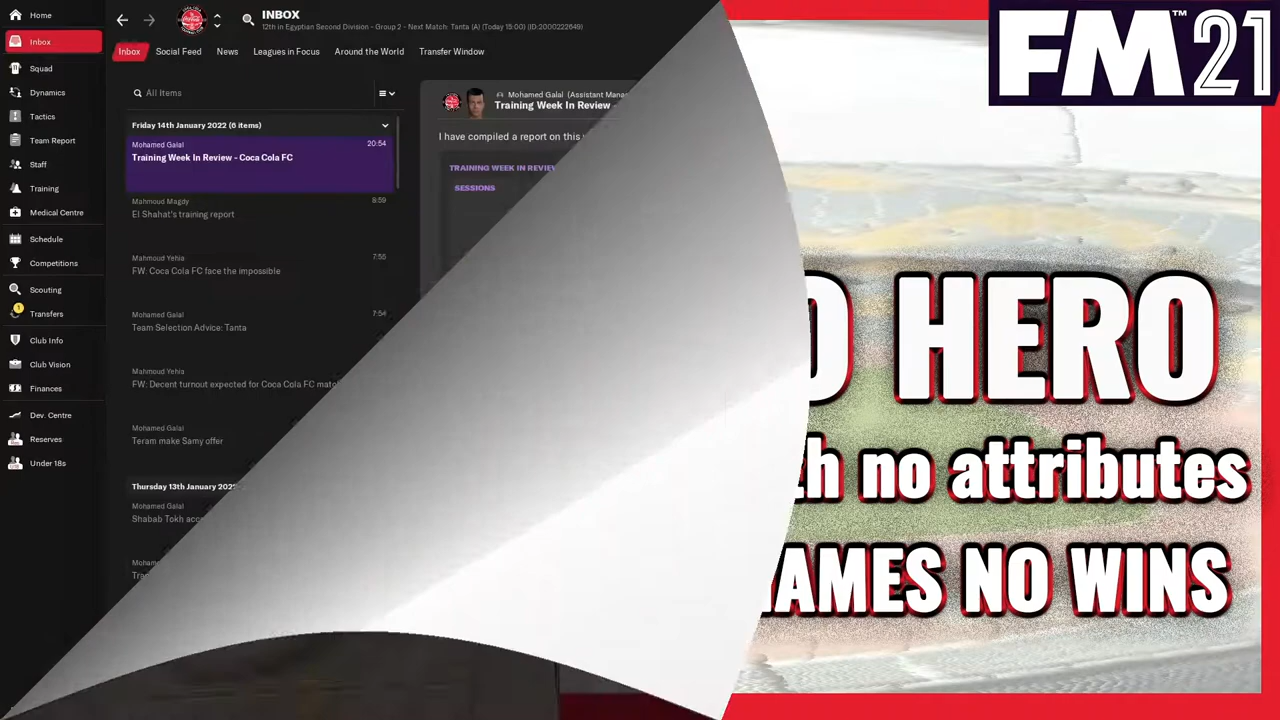 Home
Inbox
Squad
Dynamics
Tactics
Team Report
Staff
Training
Medical Centre
Schedule
Competitions
Scouting
1
Transfers
Club Info
Club Vision
Finances
Dev. Centre
Reserves
Under 18s
INBOX
12th in Egyptian Second Division - Group 2 - Next Match: Tanta (A) (Today 15:00) (ID:2000222649)
Inbox Social Feed News Leagues in Focus Around the World Transfer Window
All Items
Friday 14th January 2022 (6 items)
Mohamed Galal 20:54
Training Week In Review - Coca Cola FC
Mahmoud Magdy 8:59
El Shahat's training report
Mahmoud Yehia 7:55
FW: Coca Cola FC face the impossible
Mohamed Galal 7:54
Team Selection Advice: Tanta
Mahmoud Yehia
FW: Decent turnout expected for Coca Cola FC
Mohamed Galal
Teram make Samy offer
Thursday 13th January 2022
Mohamed Galal
Shabab Tokh
Mohamed Galal (Assistant
Training Week In Review -
I have compiled a report on this
TRAINING WEEK IN
SESSIONS
FM™ 21
HERO
no attributes
NO WINS